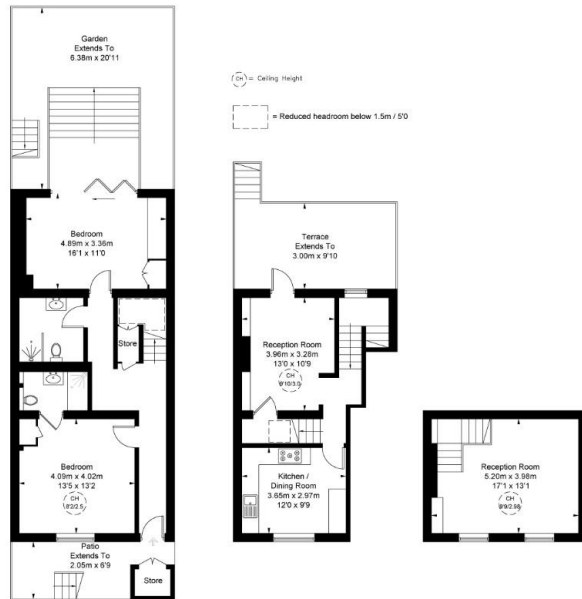 Garden
Extends To
6.38m x 20'11
CH = Ceiling Height
= Reduced headroom below 1.5m / 5'0
Bedroom
4.89m x 3.36m
16'1 x 11'0
Store
Bedroom
4.09m x 4.02m
13'5 x 13'2
CH
8'2/2.5
Patio
Extends To
2.05m x 6'9
Store
Terrace
Extends To
3.00m x 9'10
Reception Room
3.96m x 3.28m
13'0 x 10'9
CH
9'10/3.0
Kitchen /
Dining Room
3.65m x 2.97m
12'0 x 9'9
Reception Room
5.20m x 3.98m
17'1 x 13'1
CH
9'9/2.98